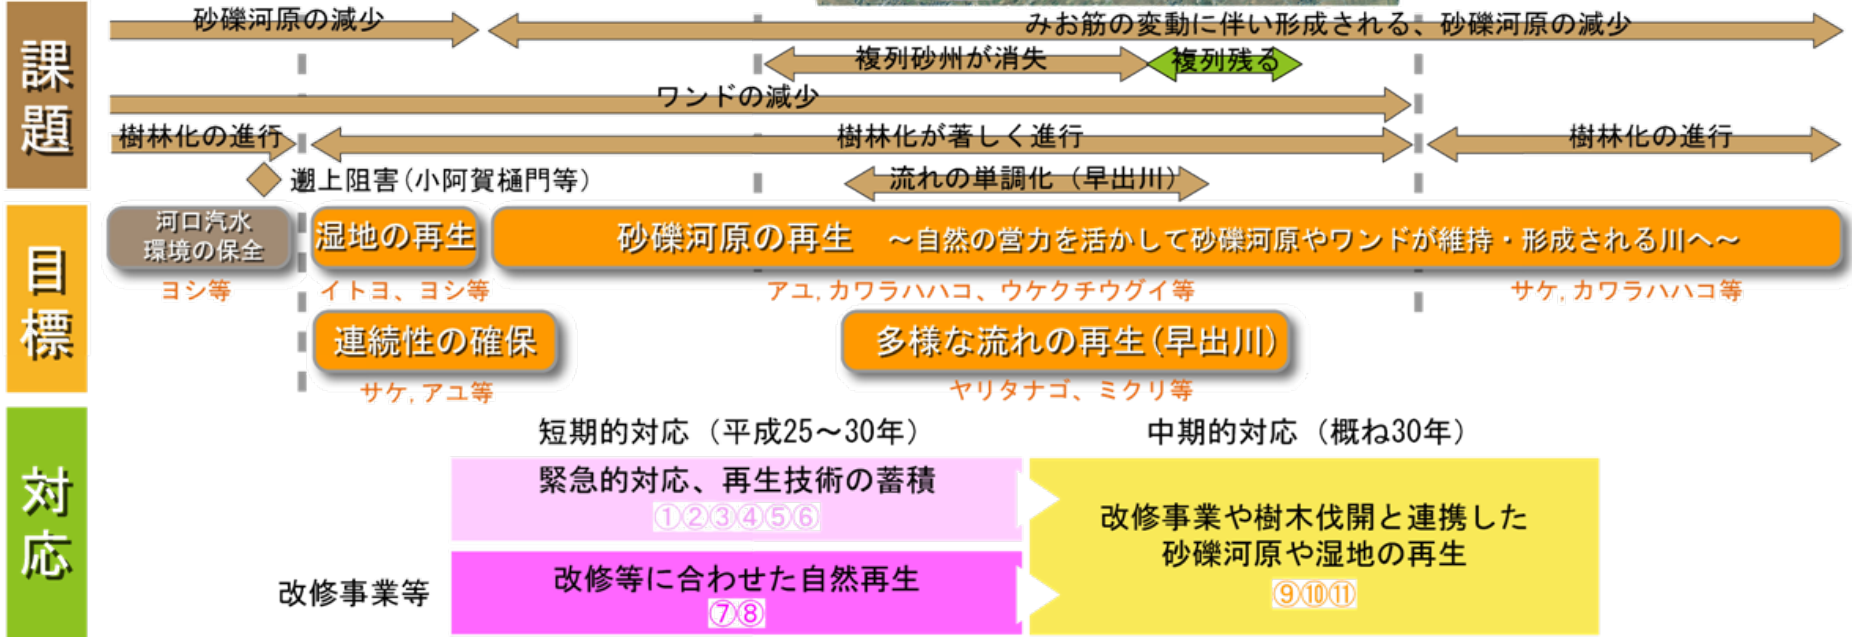 課題
砂礫河原の減少
みお筋の変動に伴い形成される、砂礫河原の減少
複列砂州が消失
複列残る
ワンドの減少
樹林化の進行
樹林化が著しく進行
樹林化の進行
遡上阻害(小阿賀樋門等)
流れの単調化（早出川）
目標
河口汽水
環境の保全
湿地の再生
砂礫河原の再生 ～自然の営力を活かして砂礫河原やワンドが維持・形成される川へ～
ヨシ等
イトヨ、ヨシ等
アユ,カワラハハコ、ウケクチウグイ等
サケ,カワラハハコ等
連続性の確保
多様な流れの再生(早出川)
サケ,アユ等
ヤリタナゴ、ミクリ等
対応
短期的対応（平成25～30年）
中期的対応（概ね30年）
緊急的対応、再生技術の蓄積
①②③④⑤⑥
改修事業や樹木伐開と連携した
砂礫河原や湿地の再生
⑨⑩⑪
改修事業等
改修等に合わせた自然再生
⑦⑧